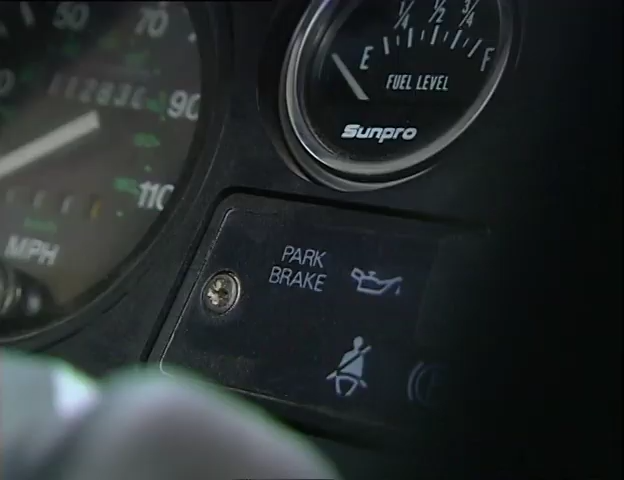 50
70
90
110
MPH
1/4 1/2 3/4
E F
FUEL LEVEL
Sunpro
PARK
BRAKE